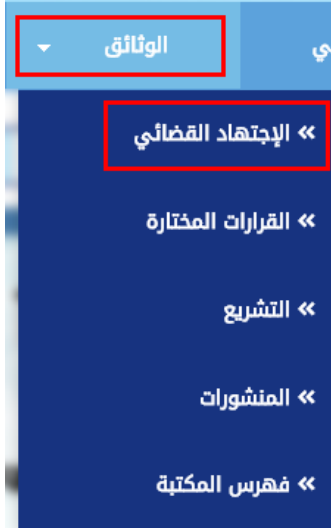 الوثائق
» الإجتهاد القضائي
» القرارات المختارة
» التشريع
» المنشورات
» فهرس المكتبة